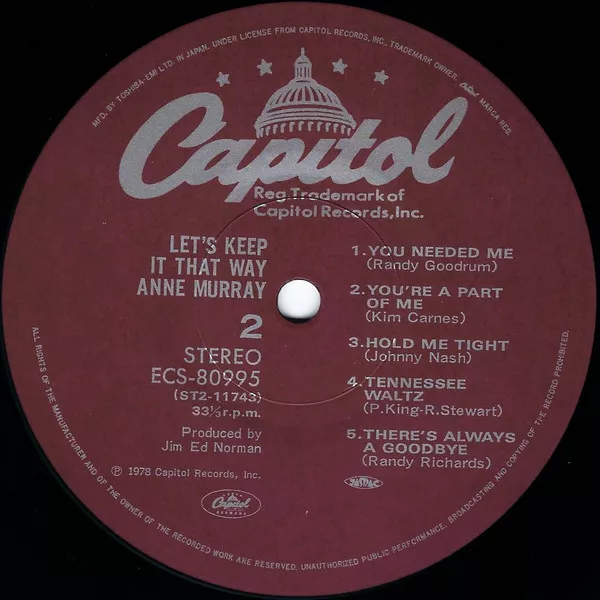 MFD. BY TOSHIBA-EMI LTD. IN JAPAN. UNDER LICENSE FROM CAPITOL RECORDS, INC., TRADEMARK OWNER. Capitol MARCA REG.
Capitol
Reg. Trademark of
Capitol Records, Inc.
LET'S KEEP
IT THAT WAY
ANNE MURRAY
2
STEREO
ECS-80995
(ST2-11743)
33⅓ r.p.m.
Produced by
Jim Ed Norman
Ⓟ 1978 Capitol Records, Inc.
1. YOU NEEDED ME
(Randy Goodrum)
2. YOU'RE A PART
OF ME
(Kim Carnes)
3. HOLD ME TIGHT
(Johnny Nash)
4. TENNESSEE
WALTZ
(P. King-R. Stewart)
5. THERE'S ALWAYS
A GOODBYE
(Randy Richards)
Capitol
RECORDS
JASRAC
ALL RIGHTS OF THE MANUFACTURER AND OF THE OWNER OF THE RECORDED WORK ARE RESERVED. UNAUTHORIZED PUBLIC PERFORMANCE, BROADCASTING AND COPYING OF THIS RECORD PROHIBITED.